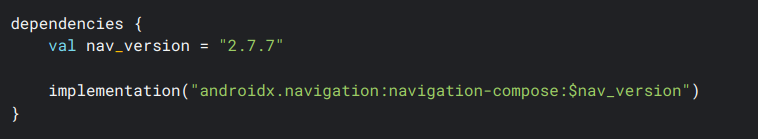 dependencies {
    val nav_version = "2.7.7"

    implementation("androidx.navigation:navigation-compose:$nav_version")
}